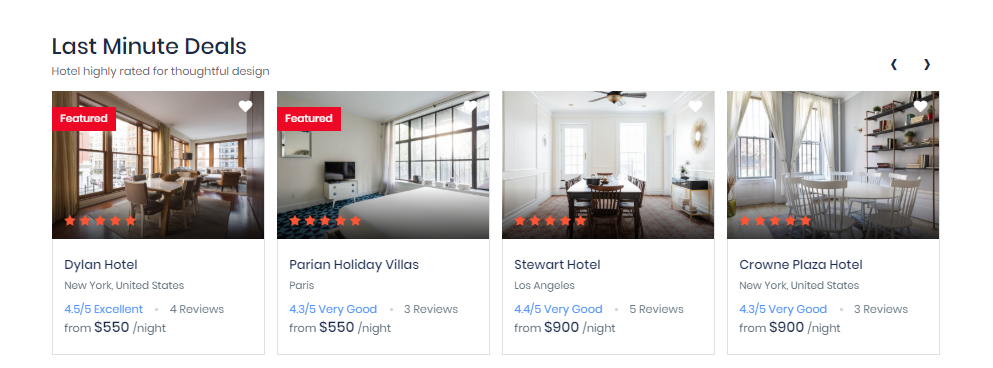 Last Minute Deals
Hotel highly rated for thoughtful design
Featured
Dylan Hotel
New York, United States
4.5/5 Excellent • 4 Reviews
from $550 /night
Featured
Parian Holiday Villas
Paris
4.3/5 Very Good • 3 Reviews
from $550 /night
Stewart Hotel
Los Angeles
4.4/5 Very Good • 5 Reviews
from $900 /night
Crowne Plaza Hotel
New York, United States
4.3/5 Very Good • 3 Reviews
from $900 /night